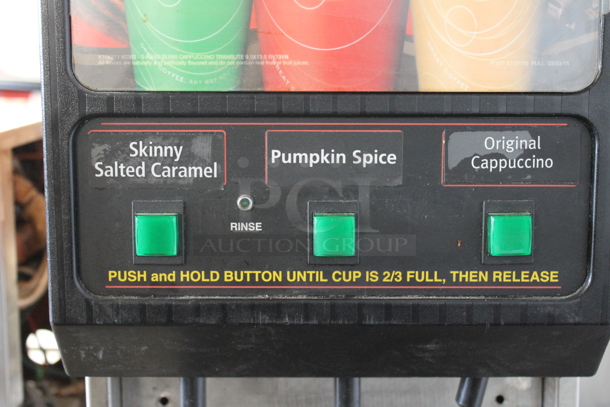 Skinny
Salted Caramel
Pumpkin Spice
Original
Cappuccino
RINSE
PCI
AUCTION GROUP
PUSH and HOLD BUTTON UNTIL CUP IS 2/3 FULL, THEN RELEASE